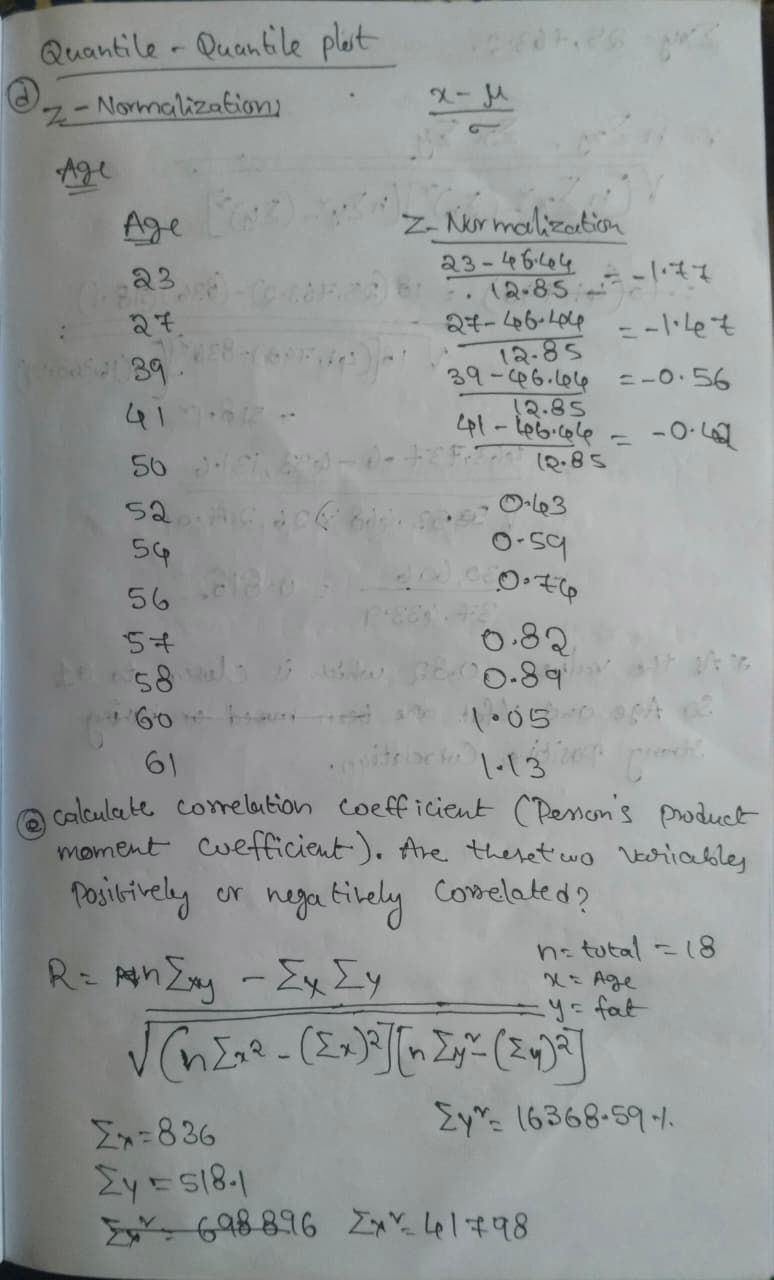 Quantile - Quantile plot
d Z-Normalization, x-μ / σ
Age
Age Z-Normalization
23 23-46.44 / 12.85 = -1.77
27 27-46.44 / 12.85 = -1.47
39 39-46.44 / 12.85 = -0.56
41 41-46.44 / 12.85 = -0.42
50
52 0.43
54 0.59
56 0.74
57 0.82
58 0.89
60 1.05
61 1.13
e calculate correlation coefficient (Person's product
moment coefficient). Are these two variables
Positively or negatively Correlated?
n = total = 18
x = Age
y = fat
R = n Σxy - Σx Σy / √(nΣx2 - (Σx)2][nΣy² - (Σy)2]
Σx = 836 Σy² = 16368.59%.
Σy = 518.1
Σx² = 698896 Σx² = 41798